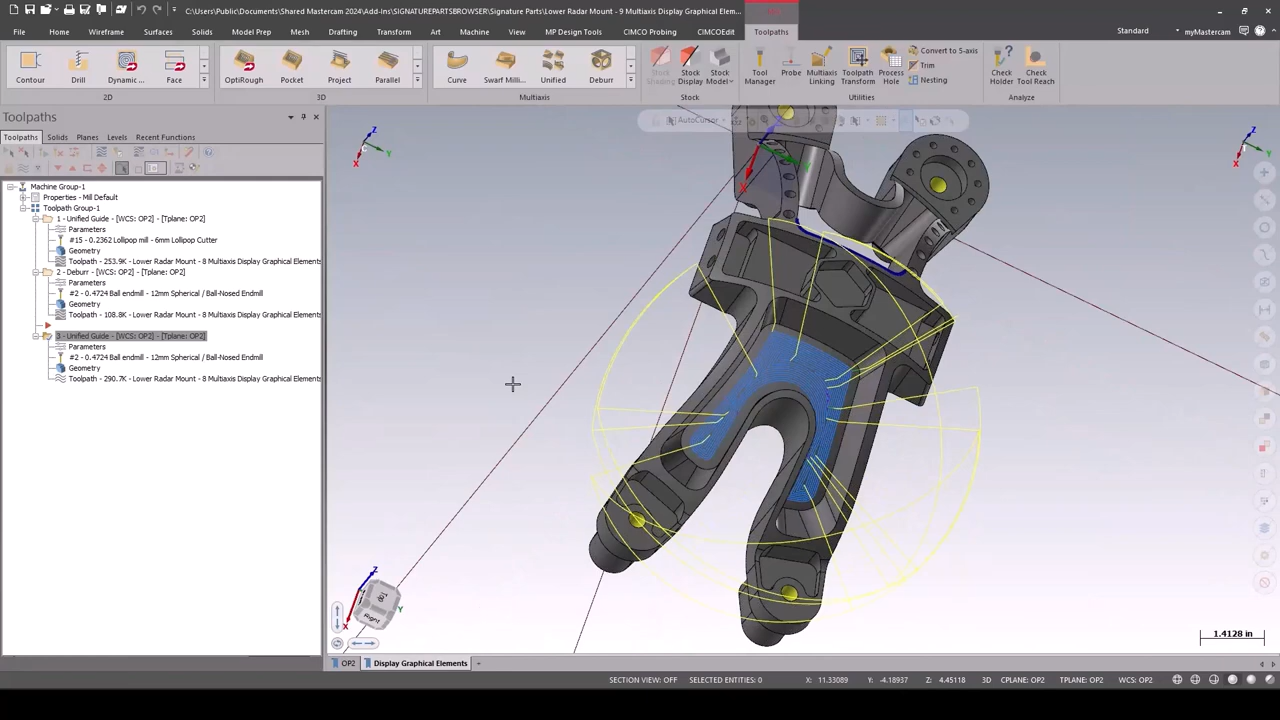 C:\Users\Public\Documents\Shared Mastercam 2024\Add-Ins\SIGNATUREPARTSBROWSER\Signature Parts\Lower Radar Mount - 9 Multiaxis Display Graphical Elem...
File Home Wireframe Surfaces Solids Model Prep Mesh Drafting Transform Art Machine View MP Design Tools CIMCO Probing CIMCOEdit Toolpaths Standard myMastercam
Contour Drill Dynamic ... Face OptiRough Pocket Project Parallel Curve Swarf Milli... Unified Deburr Stock Shading Stock Display Stock Model Tool Manager Probe Multiaxis Linking Toolpath Transform Process Hole Convert to 5-axis Trim Nesting Check Holder Check Tool Reach
2D 3D Multiaxis Stock Utilities Analyze
Toolpaths
AutoCursor
Toolpaths Solids Planes Levels Recent Functions
Machine Group-1
Properties - Mill Default
Toolpath Group-1
1 - Unified Guide - [WCS: OP2] - [Tplane: OP2]
Parameters
#15 - 0.2362 Lollipop mill - 6mm Lollipop Cutter
Geometry
Toolpath - 253.9K - Lower Radar Mount - 8 Multiaxis Display Graphical Elements
2 - Deburr - [WCS: OP2] - [Tplane: OP2]
Parameters
#2 - 0.4724 Ball endmill - 12mm Spherical / Ball-Nosed Endmill
Geometry
Toolpath - 108.8K - Lower Radar Mount - 8 Multiaxis Display Graphical Elements
3 - Unified Guide - [WCS: OP2] - [Tplane: OP2]
Parameters
#2 - 0.4724 Ball endmill - 12mm Spherical / Ball-Nosed Endmill
Geometry
Toolpath - 290.7K - Lower Radar Mount - 8 Multiaxis Display Graphical Elements
Z
Y
X
Z
Y
X
X
Z
Y
X
Right
1.4128 in
OP2 Display Graphical Elements
SECTION VIEW: OFF SELECTED ENTITIES: 0 X: 11.33089 Y: -4.18937 Z: 4.45118 3D CPLANE: OP2 TPLANE: OP2 WCS: OP2